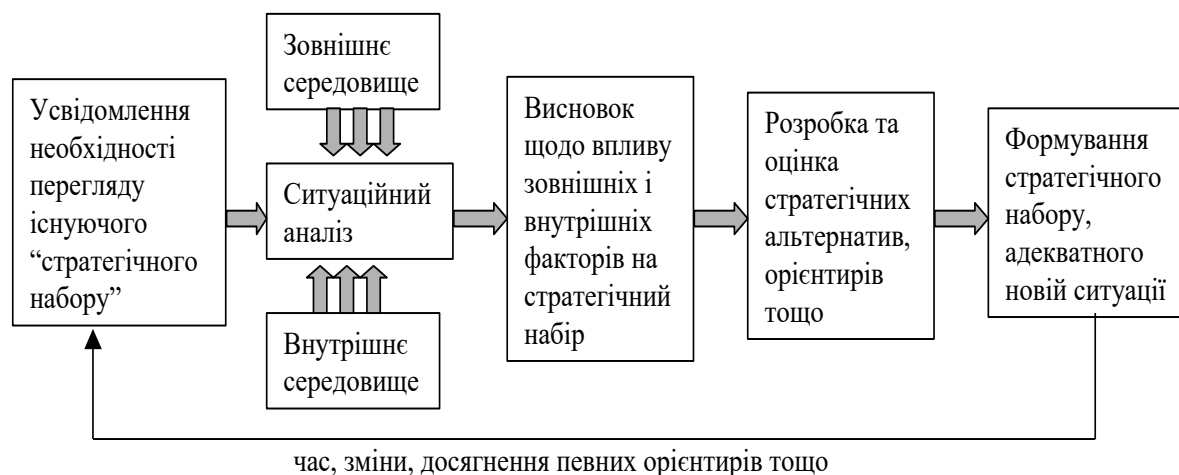 Усвідомлення
необхідності
перегляду
існуючого
“стратегічного
набору”
Зовнішнє
середовище
Ситуаційний
аналіз
Внутрішнє
середовище
Висновок
щодо впливу
зовнішніх і
внутрішніх
факторів на
стратегічний
набір
Розробка та
оцінка
стратегічних
альтернатив,
орієнтирів
тощо
Формування
стратегічного
набору,
адекватного
новій ситуації
час, зміни, досягнення певних орієнтирів тощо